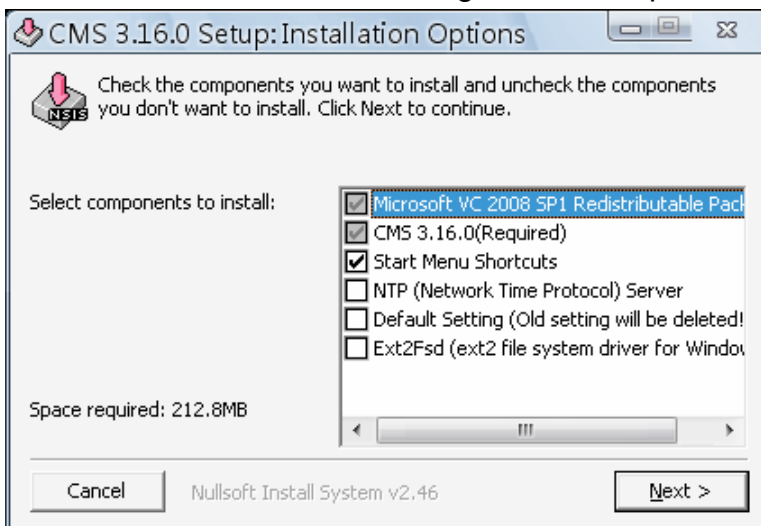 CMS 3.16.0 Setup: Installation Options
Check the components you want to install and uncheck the components
you don't want to install. Click Next to continue.
NSIS
Select components to install:
Microsoft VC 2008 SP1 Redistributable Pack
CMS 3.16.0(Required)
Start Menu Shortcuts
NTP (Network Time Protocol) Server
Default Setting (Old setting will be deleted!
Ext2Fsd (ext2 file system driver for Window
Space required: 212.8MB
Cancel
Nullsoft Install System v2.46
Next >